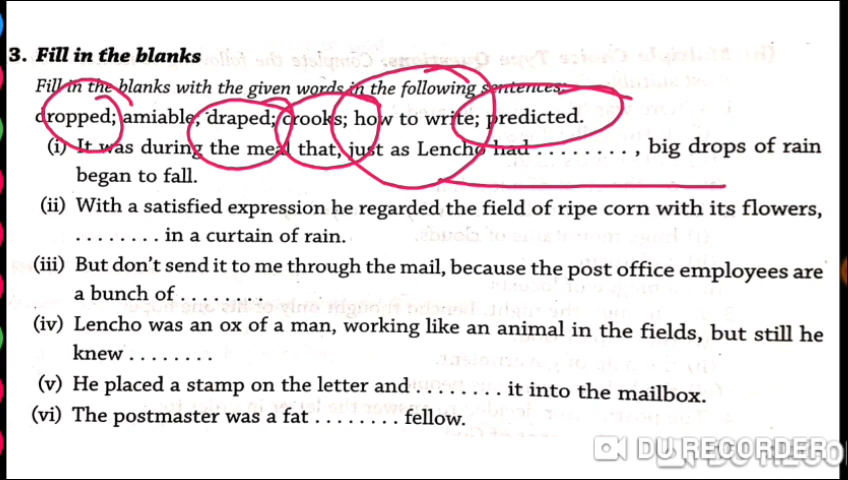 3. Fill in the blanks
Fill in the blanks with the given words in the following sentences:
dropped; amiable; draped; crooks; how to write; predicted.
(i) It was during the meal that, just as Lencho had . . . . . . . . . , big drops of rain
began to fall.
(ii) With a satisfied expression he regarded the field of ripe corn with its flowers,
. . . . . . . . in a curtain of rain.
(iii) But don't send it to me through the mail, because the post office employees are
a bunch of . . . . . . . .
(iv) Lencho was an ox of a man, working like an animal in the fields, but still he
knew . . . . . . . .
(v) He placed a stamp on the letter and . . . . . . . . it into the mailbox.
(vi) The postmaster was a fat . . . . . . . . fellow.
DU RECORDER